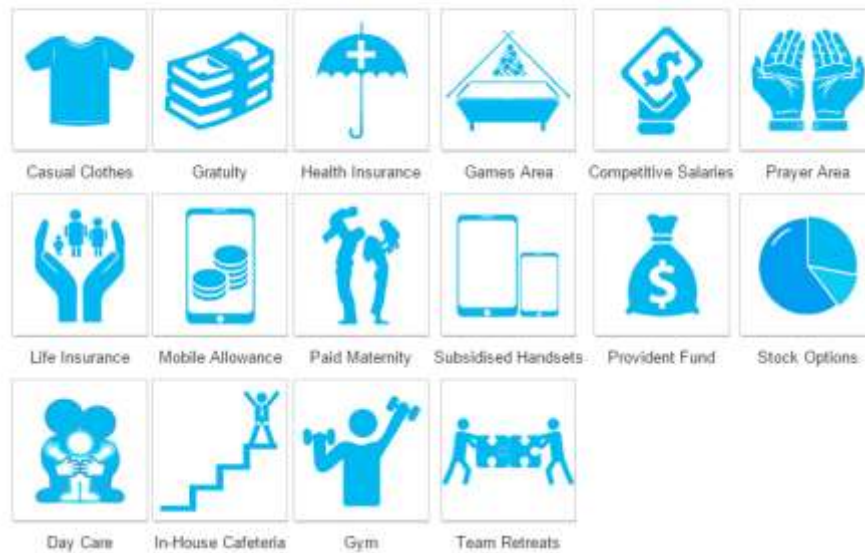 Casual Clothes
Gratuity
Health Insurance
Games Area
Competitive Salaries
Prayer Area
Life Insurance
Mobile Allowance
Paid Maternity
Subsidised Handsets
Provident Fund
Stock Options
Day Care
In-House Cafeteria
Gym
Team Retreats